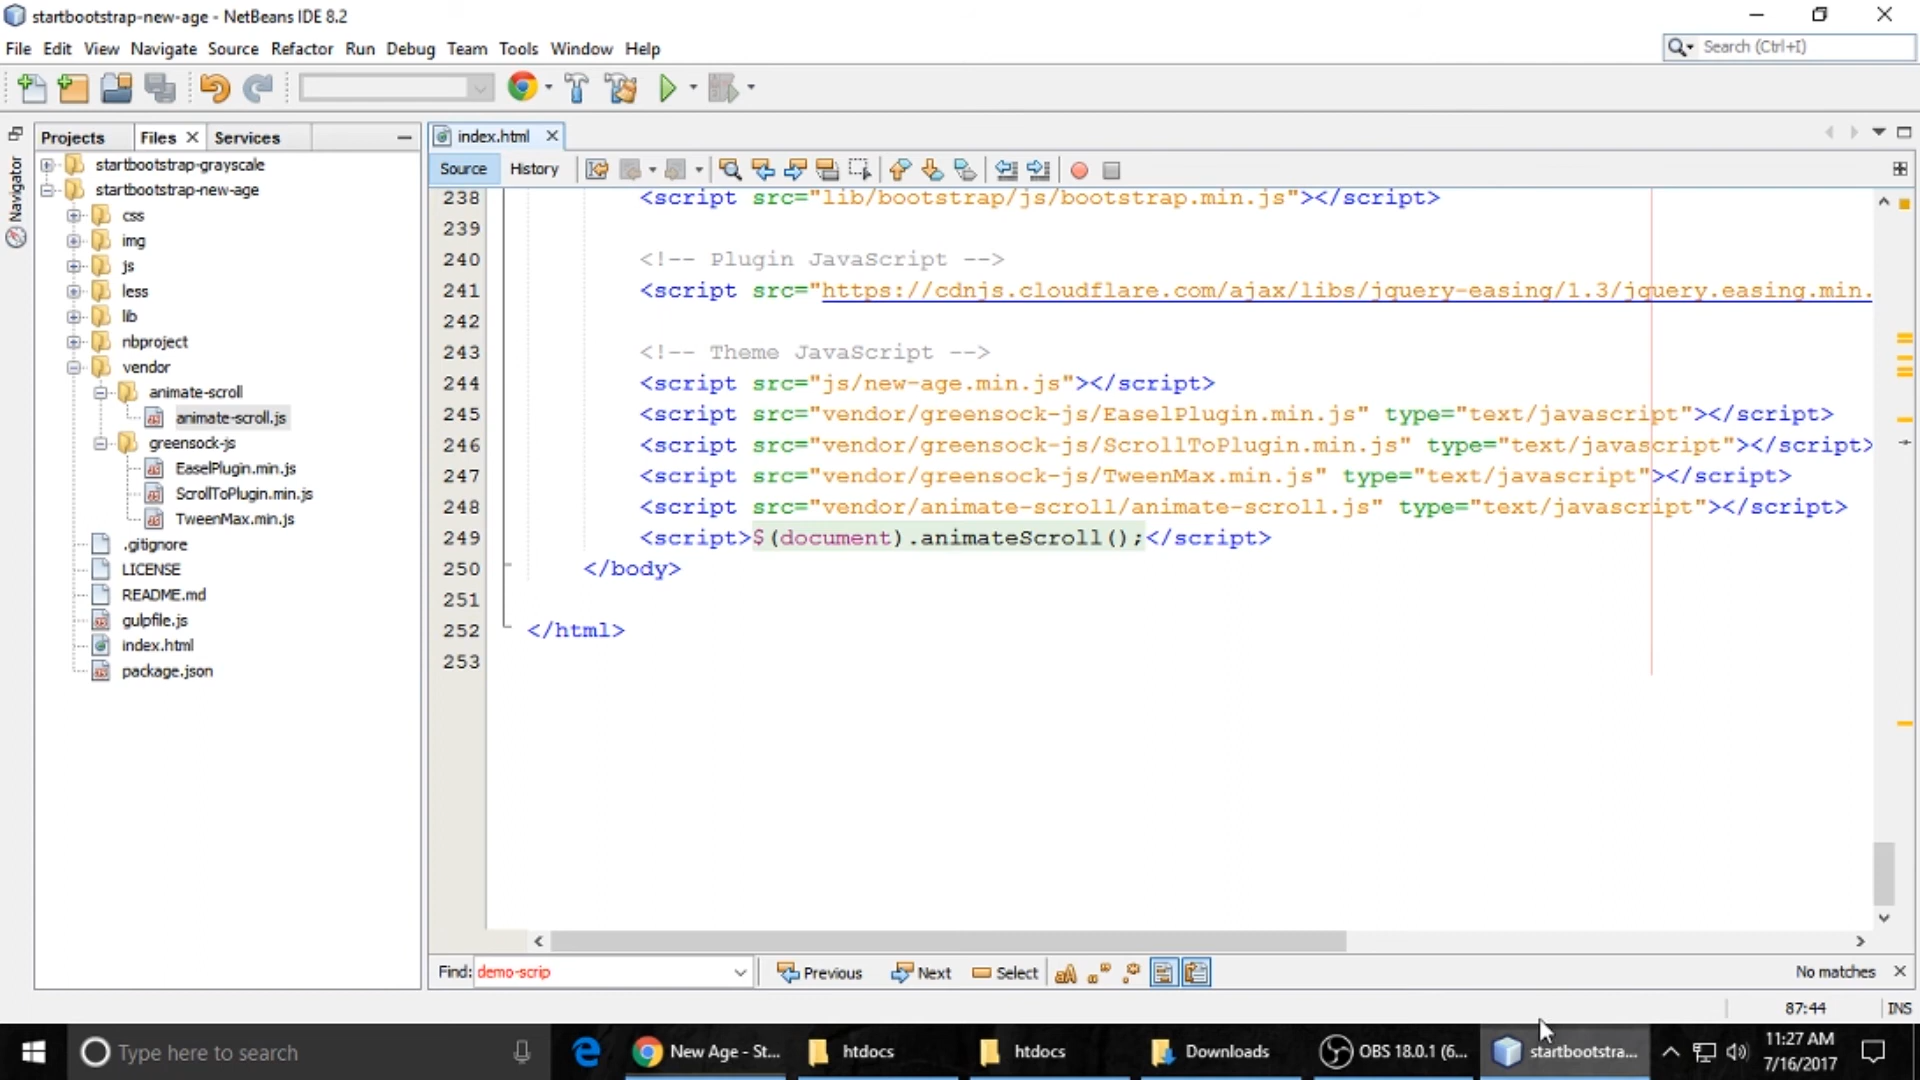 startbootstrap-new-age - NetBeans IDE 8.2
File Edit View Navigate Source Refactor Run Debug Team Tools Window Help
Search (Ctrl+I)
Projects Files Services
index.html
Navigator
Source History
startbootstrap-grayscale
startbootstrap-new-age
css
img
js
less
lib
nbproject
vendor
animate-scroll
animate-scroll.js
greensock-js
EaselPlugin.min.js
ScrollToPlugin.min.js
TweenMax.min.js
.gitignore
LICENSE
README.md
gulpfile.js
index.html
package.json
238 <script src="lib/bootstrap/js/bootstrap.min.js"></script>
239
240 <!-- Plugin JavaScript -->
241 <script src="https://cdnjs.cloudflare.com/ajax/libs/jquery-easing/1.3/jquery.easing.min.
242
243 <!-- Theme JavaScript -->
244 <script src="js/new-age.min.js"></script>
245 <script src="vendor/greensock-js/EaselPlugin.min.js" type="text/javascript"></script>
246 <script src="vendor/greensock-js/ScrollToPlugin.min.js" type="text/javascript"></script>
247 <script src="vendor/greensock-js/TweenMax.min.js" type="text/javascript"></script>
248 <script src="vendor/animate-scroll/animate-scroll.js" type="text/javascript"></script>
249 <script>$(document).animateScroll();</script>
250 </body>
251
252 </html>
253
Find: demo-scrip Previous Next Select No matches
87:44 INS
Type here to search
New Age - St...
htdocs
htdocs
Downloads
OBS 18.0.1 (6...
startbootstra...
11:27 AM
7/16/2017